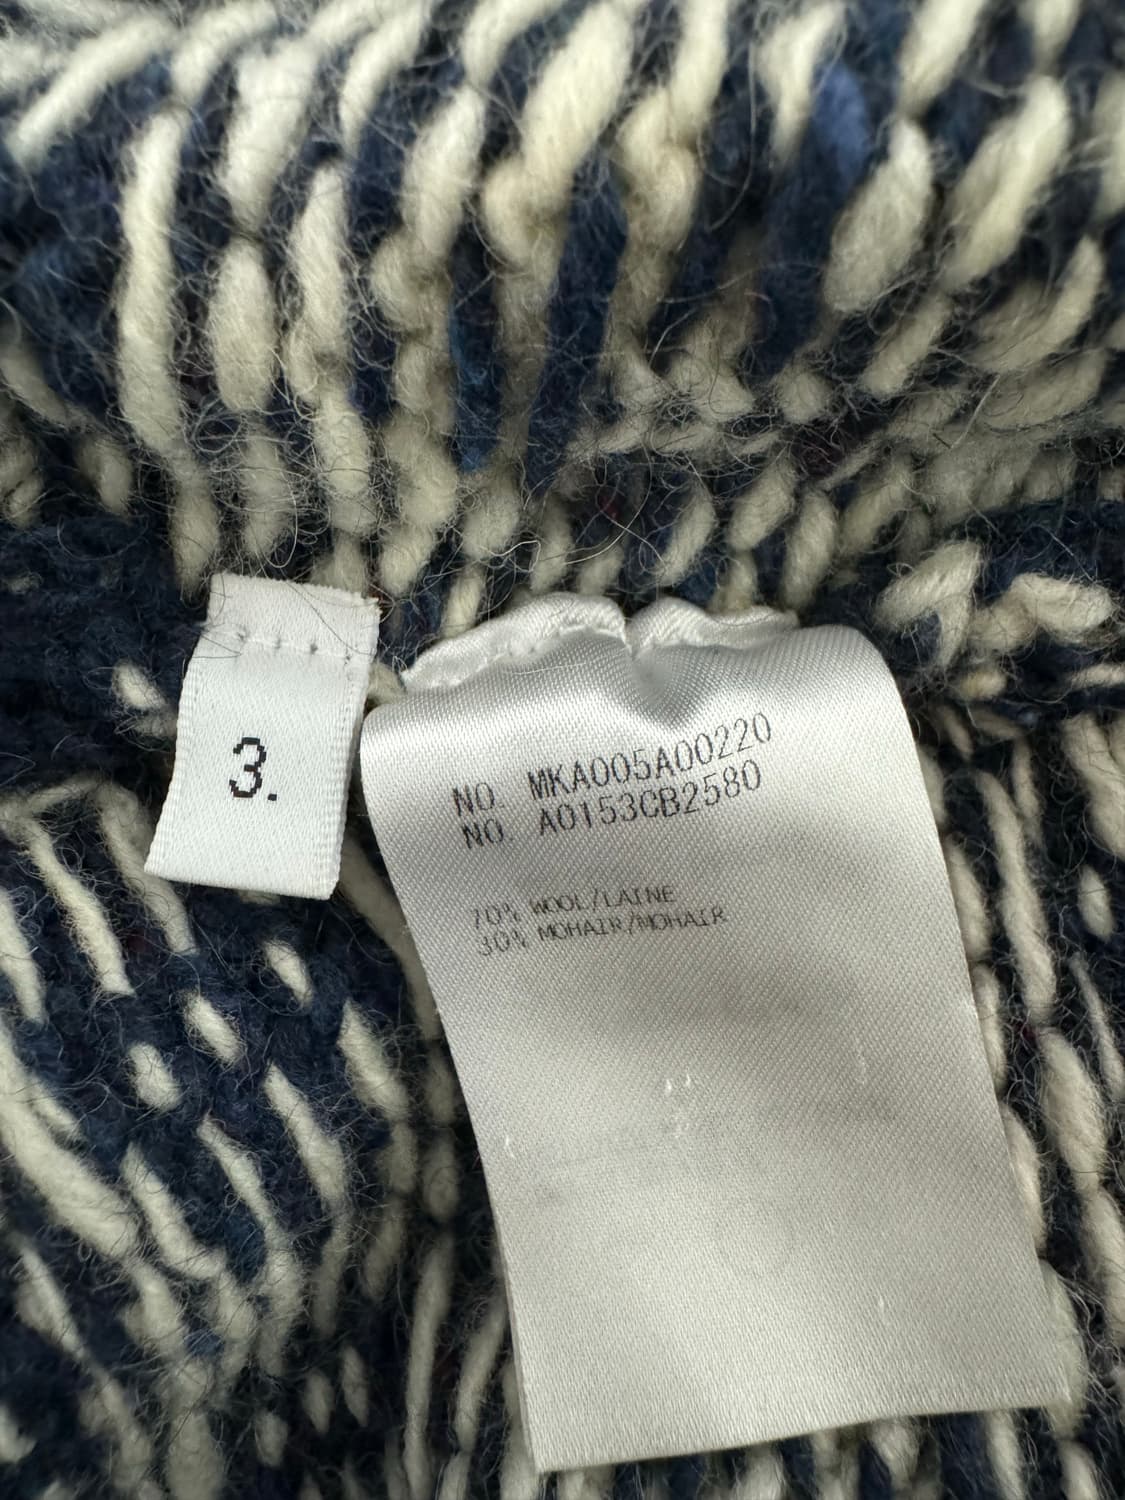 3.
NO. MKA005A00220
NO. A0153CB2580
70% WOOL/LAINE
30% MOHAIR/MOHAIR